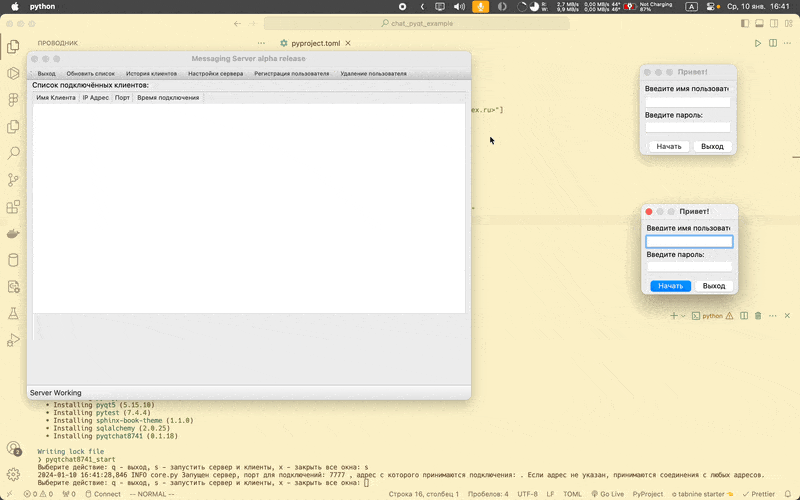 python
2,7 MB/s 0,00 44°
9,9 MB/s 0,00 46°
Not Charging
87%
A
Ср, 10 янв. 16:41
chat_pyqt_example
ПРОВОДНИК
pyproject.toml
Messaging Server alpha release
Выход Обновить список История клиентов Настройки сервера Регистрация пользователя Удаление пользователя
Список подключённых клиентов:
Имя Клиента IP Адрес Порт Время подключения
ex.ru>"]
Привет!
Введите имя пользоват
Введите пароль:
Начать Выход
Привет!
Введите имя пользоват
Введите пароль:
Начать Выход
python
Server Working
• Installing pyqt5 (5.15.10)
• Installing pytest (7.4.4)
• Installing sphinx-book-theme (1.1.0)
• Installing sqlalchemy (2.0.25)
• Installing pyqtchat8741 (0.1.18)
Writing lock file
❯ pyqtchat8741_start
Выберите действие: q - выход, s - запустить сервер и клиенты, x - закрыть все окна: s
2024-01-10 16:41:28,846 INFO core.py Запущен сервер, порт для подключений: 7777 , адрес с которого принимаются подключения: . Если адрес не указан, принимаются соединения с любых адресов.
Выберите действие: q - выход, s - запустить сервер и клиенты, x - закрыть все окна:
0 0 0 Connect -- NORMAL -- Строка 16, столбец 1 Пробелов: 4 UTF-8 LF TOML Go Live PyProject tabnine starter Prettier